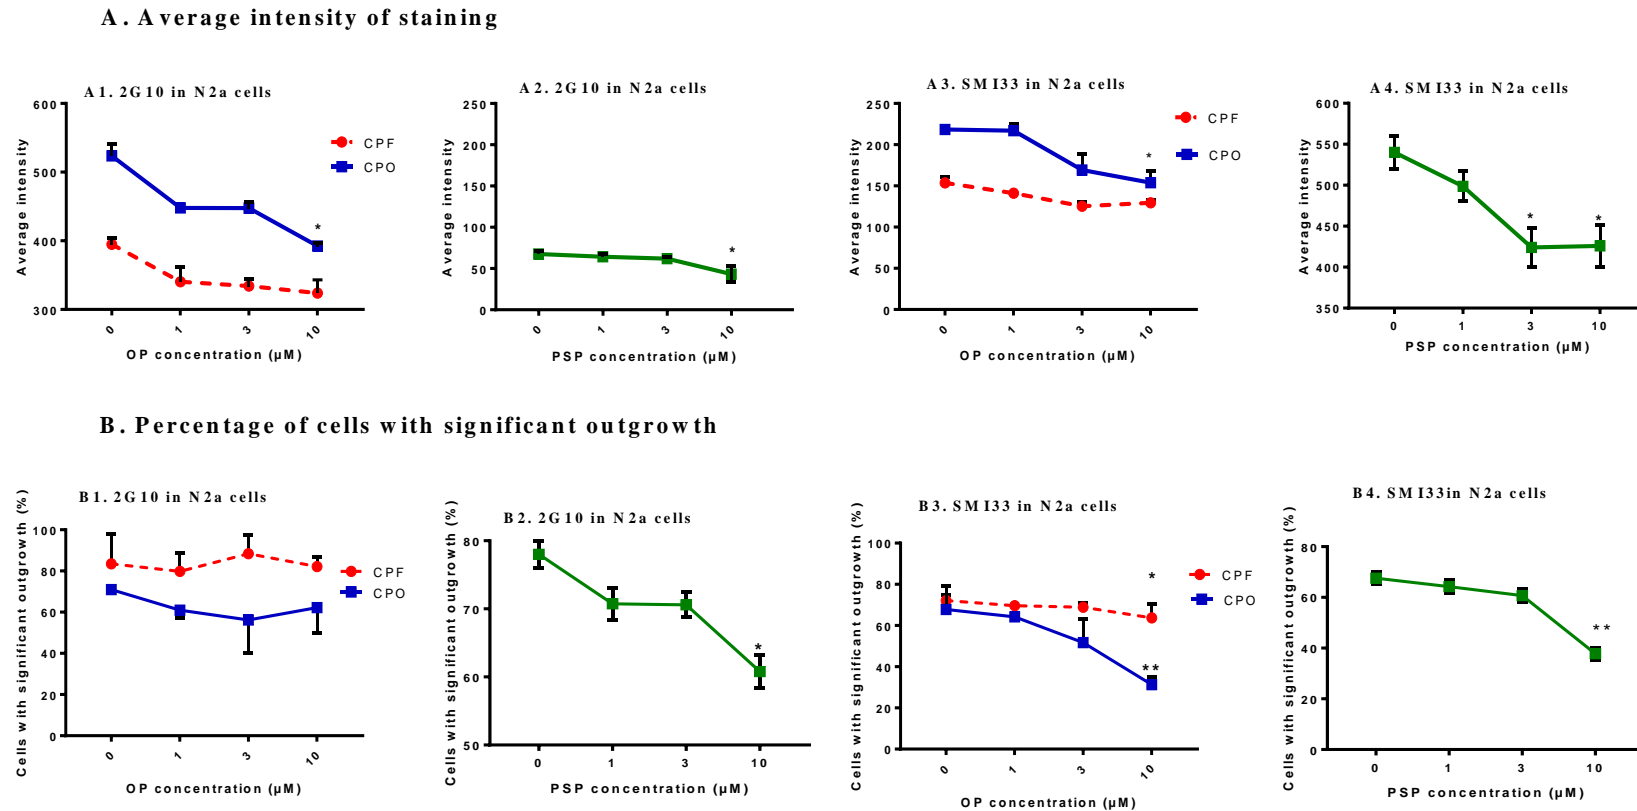 A. Average intensity of staining
A1. 2G10 in N2a cells
600
500
400
300
Average intensity
CPF
CPO
*
0
1
3
10
OP concentration (µM)
A2. 2G10 in N2a cells
250
200
150
100
50
0
Average intensity
*
0
1
3
10
PSP concentration (µM)
A3. SMI33 in N2a cells
250
200
150
100
50
0
Average intensity
CPF
CPO
*
0
1
3
10
OP concentration (µM)
A4. SMI33 in N2a cells
600
550
500
450
400
350
Average intensity
*
*
0
1
3
10
PSP concentration (µM)
B. Percentage of cells with significant outgrowth
B1. 2G10 in N2a cells
100
80
60
40
20
0
Cells with significant outgrowth (%)
CPF
CPO
0
1
3
10
OP concentration (µM)
B2. 2G10 in N2a cells
80
70
60
50
Cells with significant outgrowth (%)
*
0
1
3
10
PSP concentration (µM)
B3. SMI33 in N2a cells
100
80
60
40
20
0
Cells with significant outgrowth (%)
*
**
CPF
CPO
0
1
3
10
OP concentration (µM)
B4. SMI33in N2a cells
80
60
40
20
0
Cells with significant outgrowth (%)
**
0
1
3
10
PSP concentration (µM)